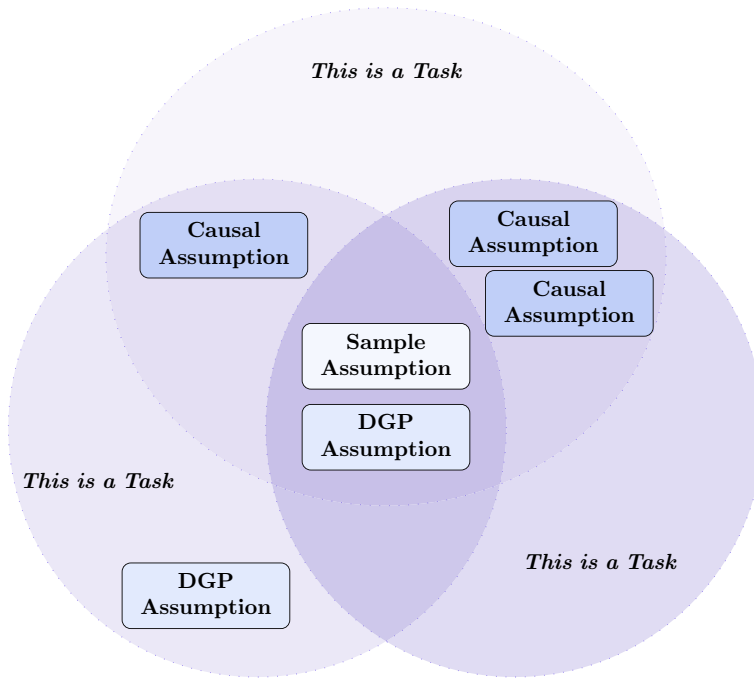 This is a Task
Causal
Assumption
Causal
Assumption
Causal
Assumption
Sample
Assumption
DGP
Assumption
This is a Task
This is a Task
DGP
Assumption